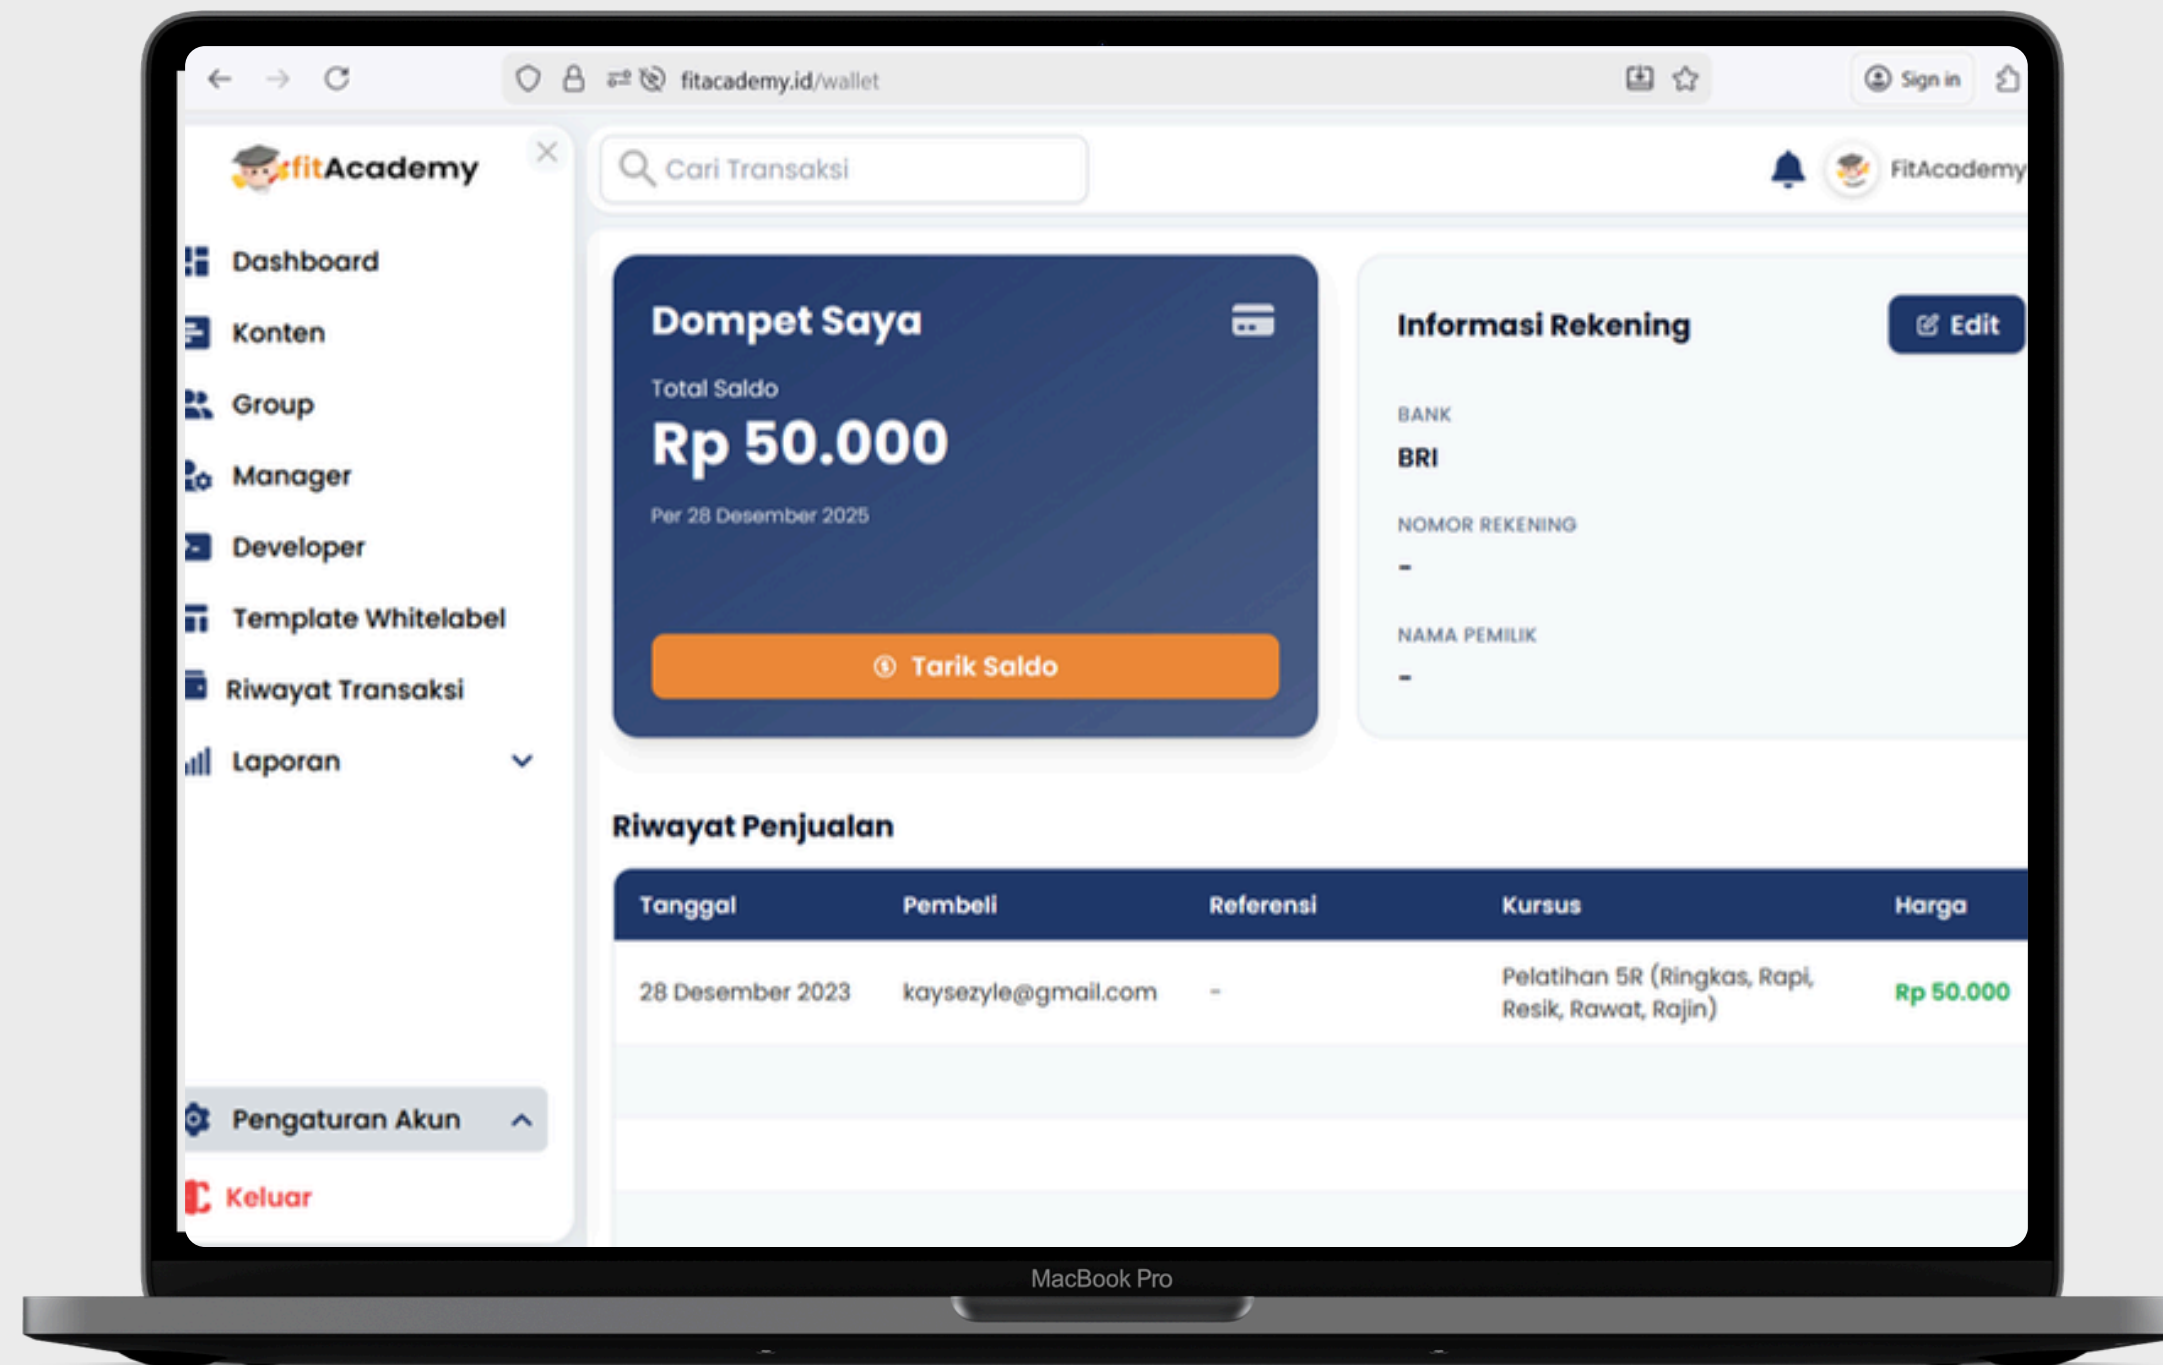 fitacademy.id/wallet
Sign in
fitAcademy
Cari Transaksi
FitAcademy
Dashboard
Konten
Group
Manager
Developer
Template Whitelabel
Riwayat Transaksi
Laporan
Pengaturan Akun
Keluar
Dompet Saya
Total Saldo
Rp 50.000
Per 28 Desember 2025
Tarik Saldo
Informasi Rekening
Edit
BANK
BRI
NOMOR REKENING
-
NAMA PEMILIK
-
Riwayat Penjualan
Tanggal Pembeli Referensi Kursus Harga
28 Desember 2023 kaysezyle@gmail.com - Pelatihan 5R (Ringkas, Rapi, Rp 50.000
Resik, Rawat, Rajin)
MacBook Pro